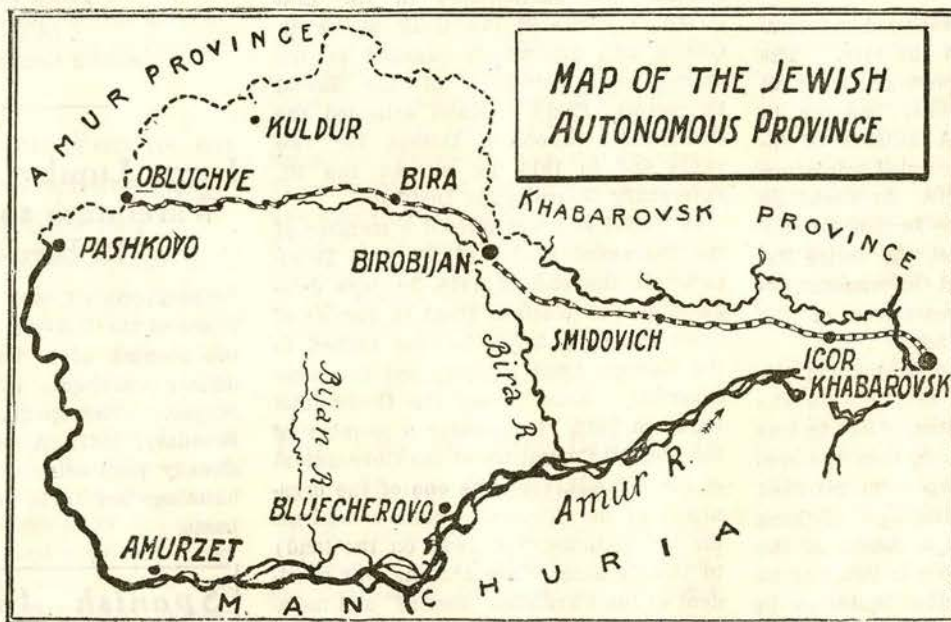 MAP OF THE JEWISH
AUTONOMOUS PROVINCE
AMUR PROVINCE
KULDUR
KHABAROVSK PROVINCE
OBLUCHYE
BIRA
PASHKOVO
BIROBIJAN
SMIDOVICH
IGOR
KHABAROVSK
Bira R.
Bijan R.
Amur R.
BLUECHEROVO
AMURZET
MANCHURIA